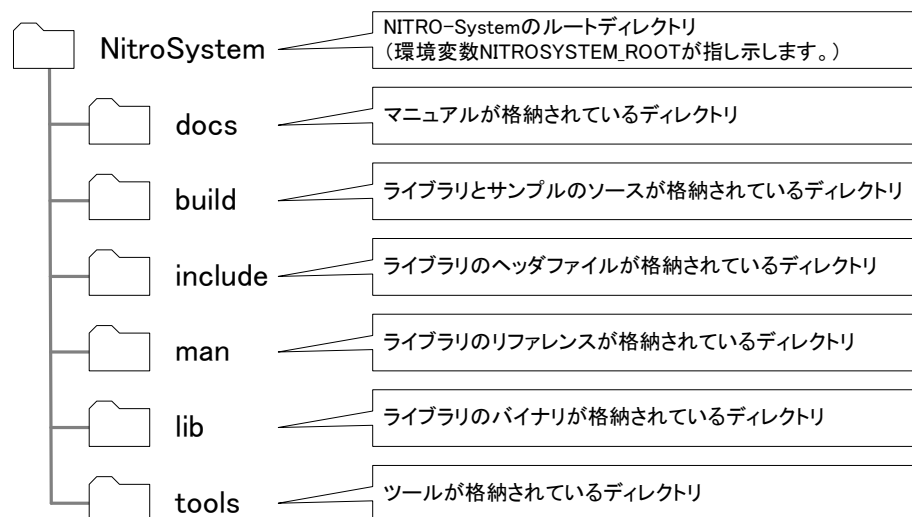 NitroSystem
NITRO-Systemのルートディレクトリ
（環境変数NITROSYSTEM_ROOTが指し示します。）
docs
マニュアルが格納されているディレクトリ
build
ライブラリとサンプルのソースが格納されているディレクトリ
include
ライブラリのヘッダファイルが格納されているディレクトリ
man
ライブラリのリファレンスが格納されているディレクトリ
lib
ライブラリのバイナリが格納されているディレクトリ
tools
ツールが格納されているディレクトリ